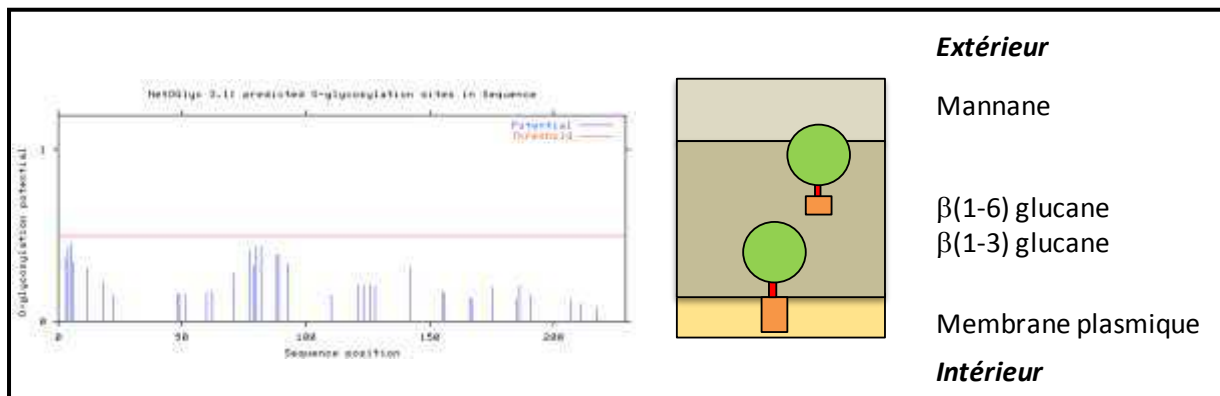 NetOGlyc 3.1: predicted O-glycosylation sites in Sequence
O-glycosylation potential
Potential
Threshold
1
0
0
50
100
150
200
Sequence position
Extérieur
Mannane
β(1-6) glucane
β(1-3) glucane
Membrane plasmique
Intérieur